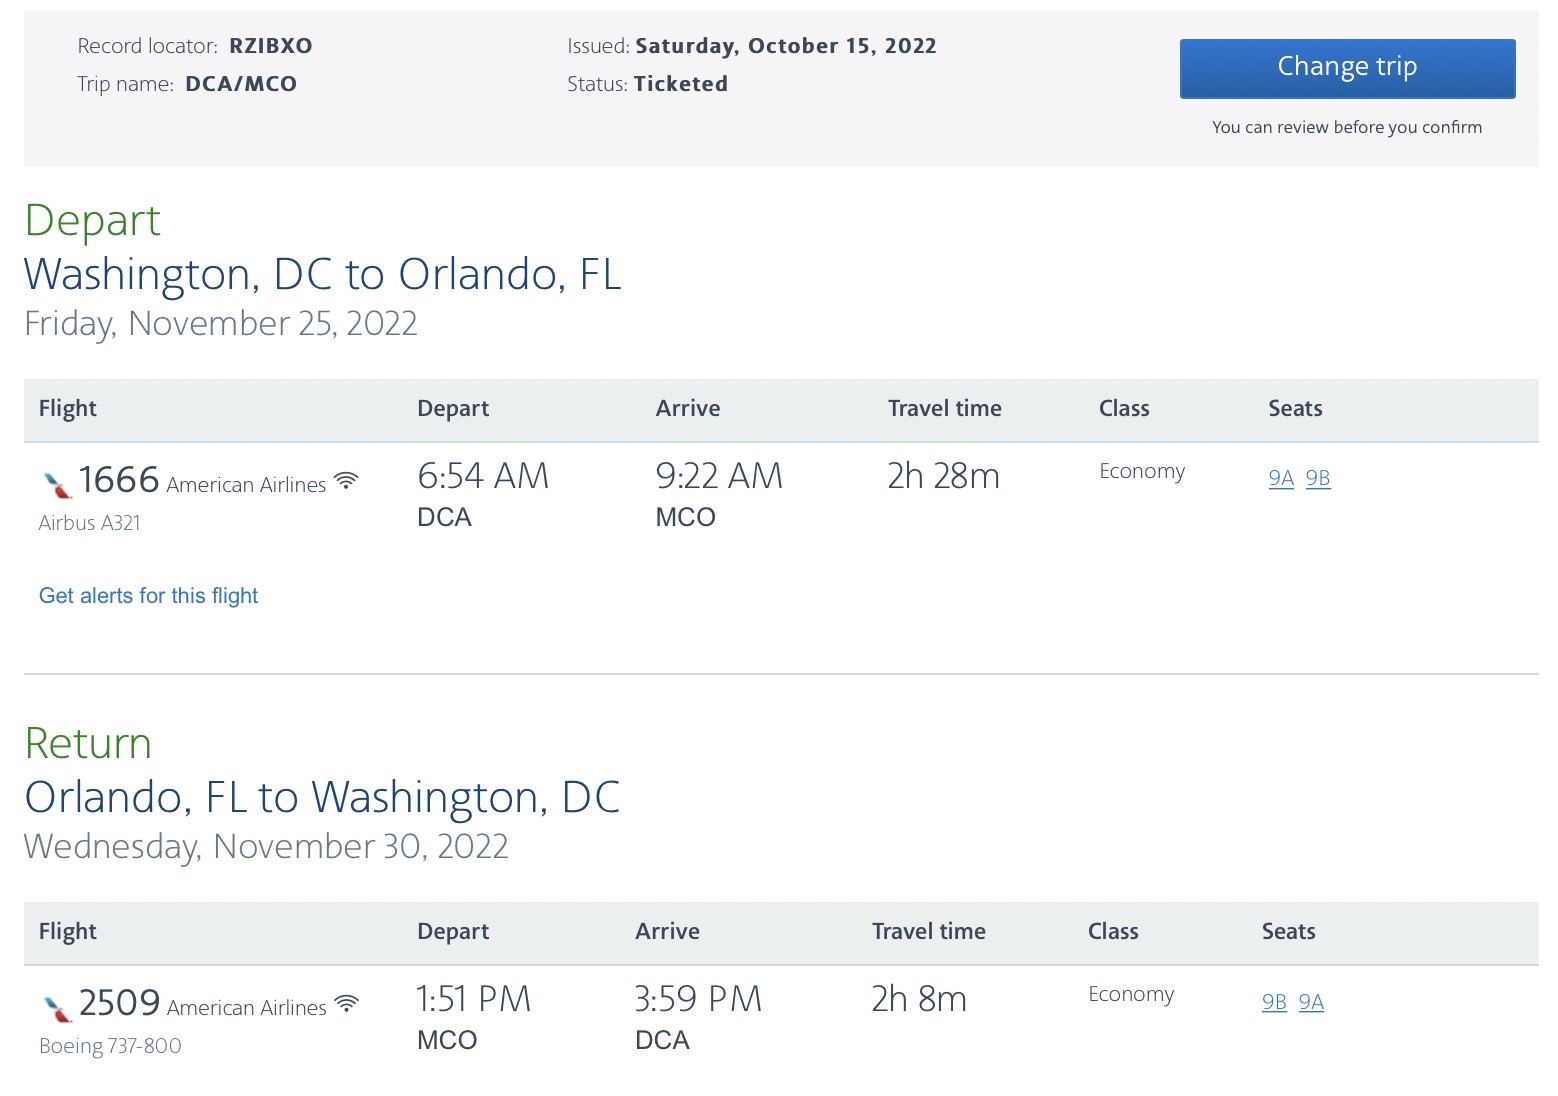 Record locator: RZIBXO
Issued: Saturday, October 15, 2022
Change trip
Trip name: DCA/MCO
Status: Ticketed
You can review before you confirm
Depart
Washington, DC to Orlando, FL
Friday, November 25, 2022
Flight Depart Arrive Travel time Class Seats
1666 American Airlines 6:54 AM 9:22 AM 2h 28m Economy 9A 9B
Airbus A321 DCA MCO
Get alerts for this flight
Return
Orlando, FL to Washington, DC
Wednesday, November 30, 2022
Flight Depart Arrive Travel time Class Seats
2509 American Airlines 1:51 PM 3:59 PM 2h 8m Economy 9B 9A
Boeing 737-800 MCO DCA